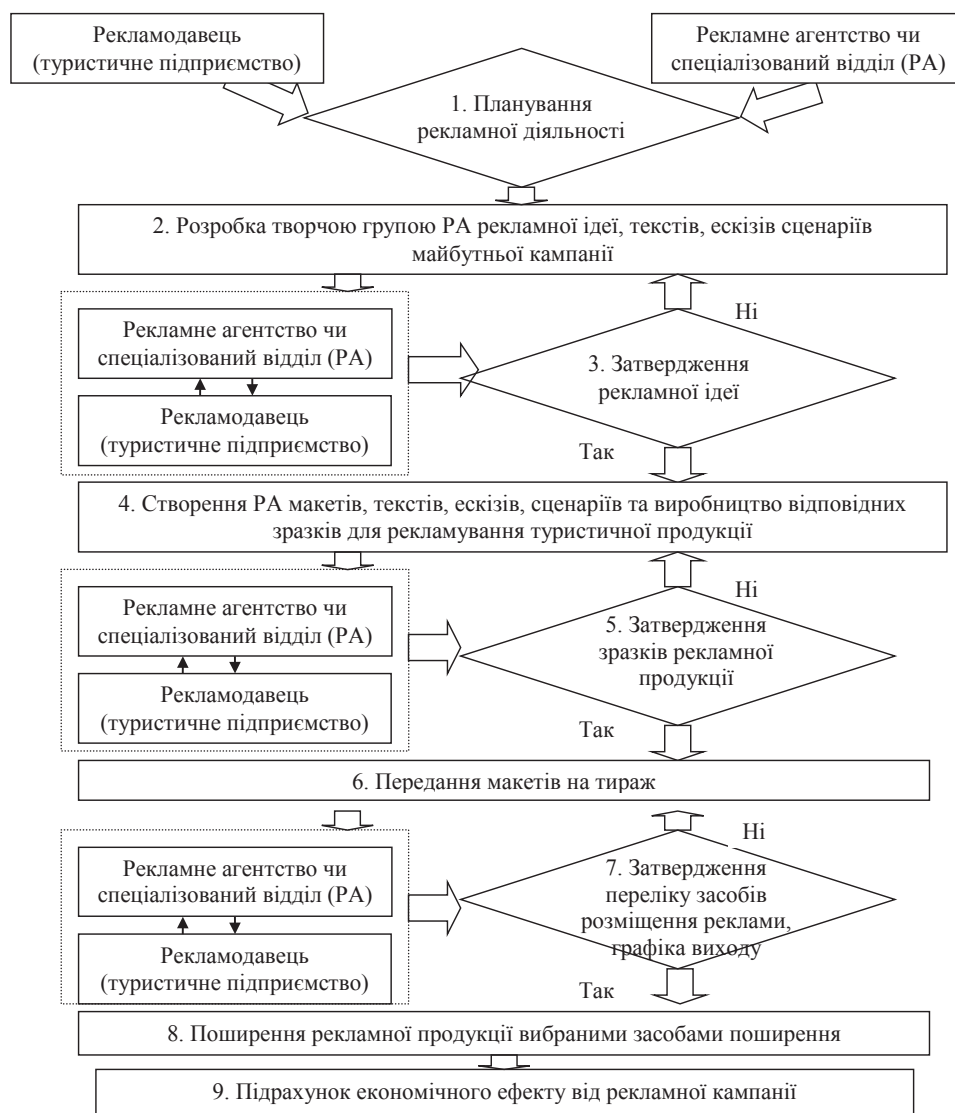 Рекламодавець
(туристичне підприємство)
Рекламне агентство чи
спеціалізований відділ (РА)
1. Планування
рекламної діяльності
2. Розробка творчою групою РА рекламної ідеї, текстів, ескізів сценаріїв
майбутньої кампанії
Ні
Рекламне агентство чи
спеціалізований відділ (РА)
3. Затвердження
рекламної ідеї
Рекламодавець
(туристичне підприємство)
Так
4. Створення РА макетів, текстів, ескізів, сценаріїв та виробництво відповідних
зразків для рекламування туристичної продукції
Ні
Рекламне агентство чи
спеціалізований відділ (РА)
5. Затвердження
зразків рекламної
продукції
Рекламодавець
(туристичне підприємство)
Так
6. Передання макетів на тираж
Ні
Рекламне агентство чи
спеціалізований відділ (РА)
7. Затвердження
переліку засобів
розміщення реклами,
графіка виходу
Рекламодавець
(туристичне підприємство)
Так
8. Поширення рекламної продукції вибраними засобами поширення
9. Підрахунок економічного ефекту від рекламної кампанії